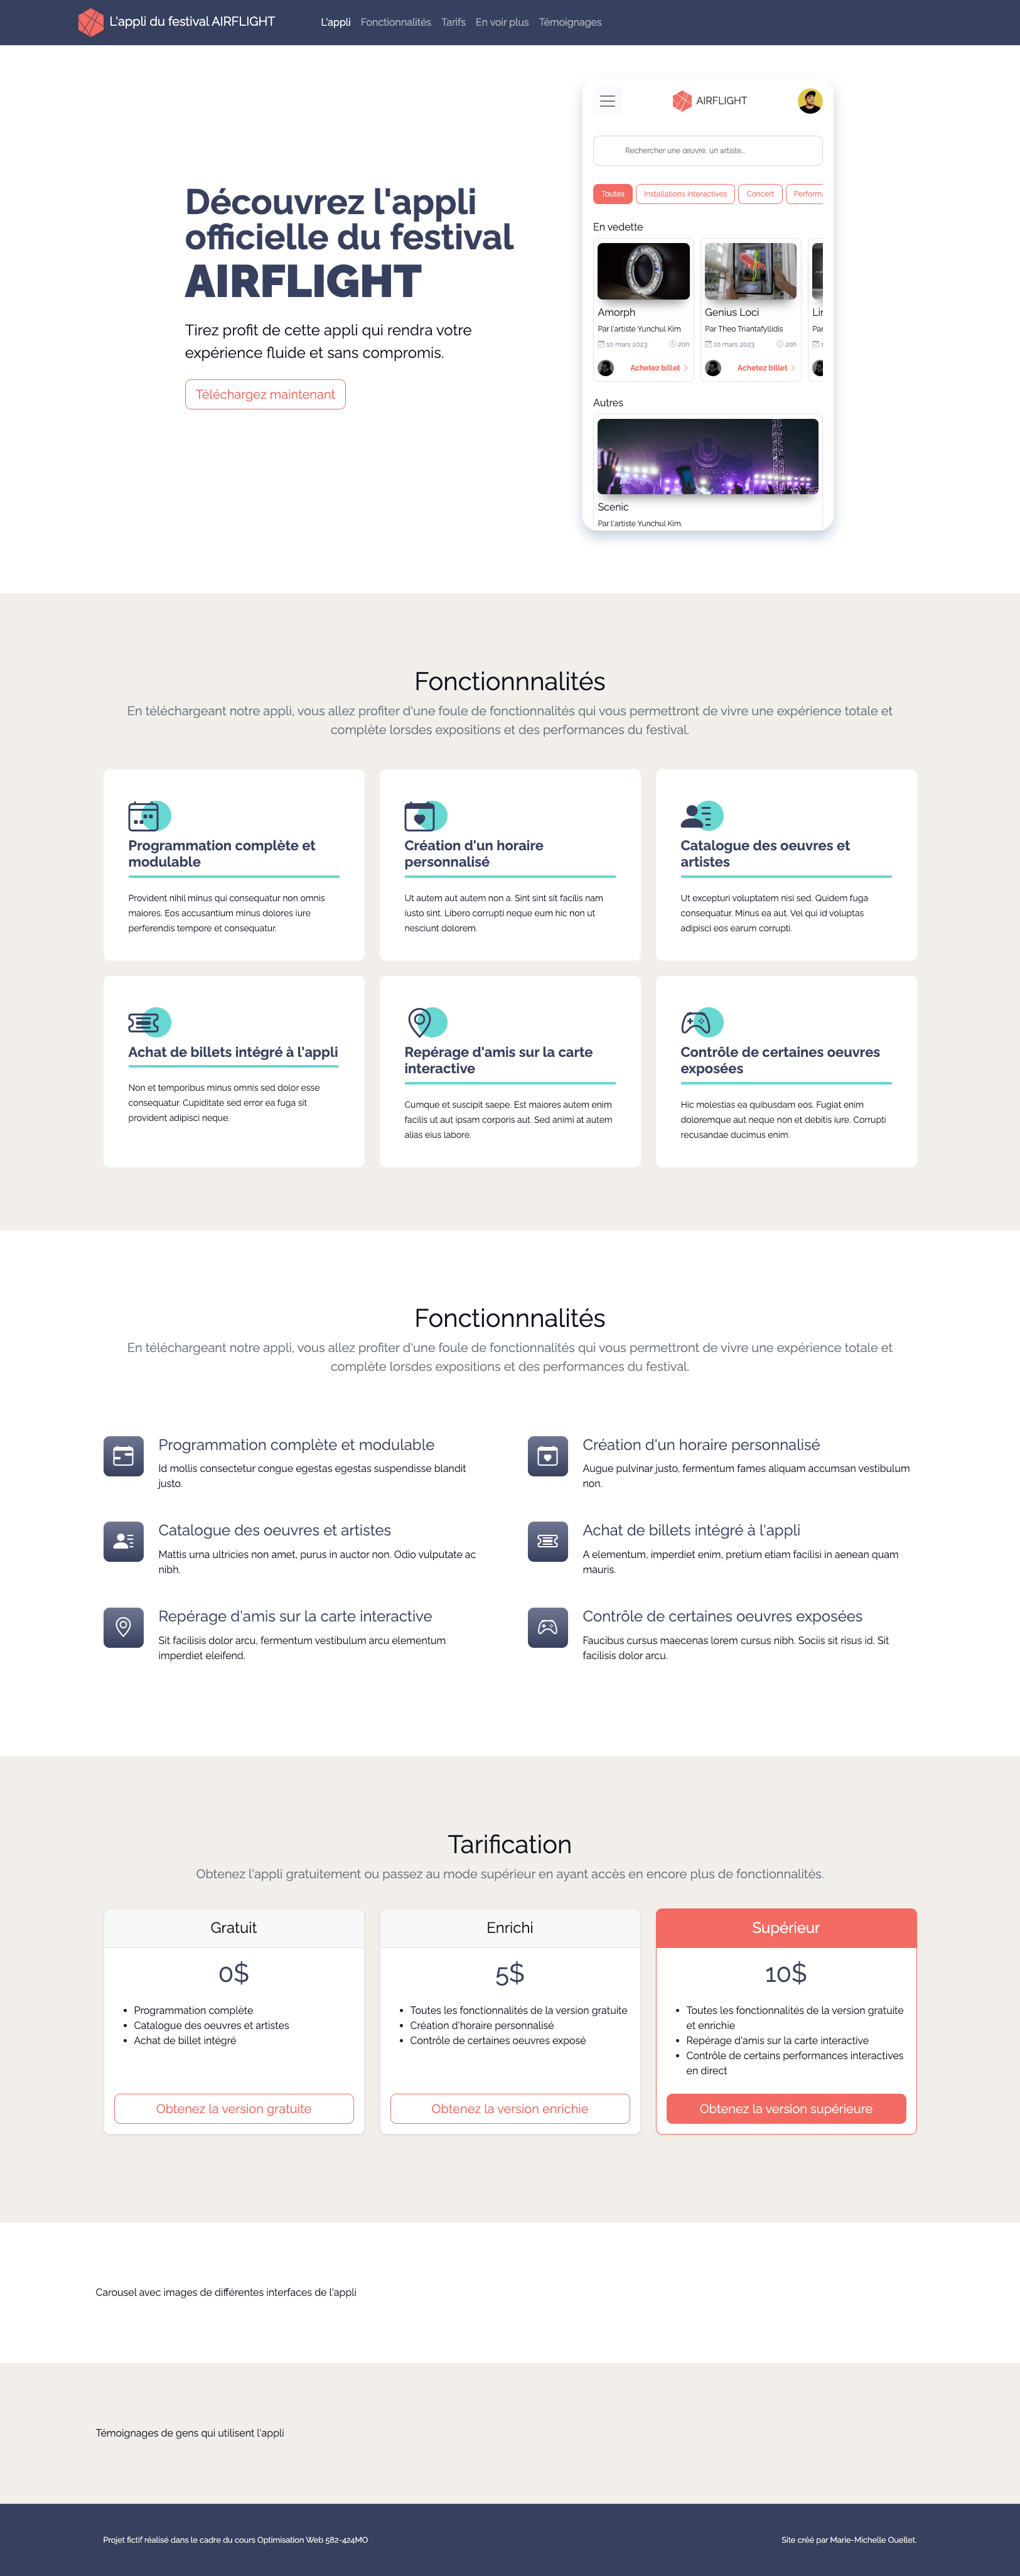 L'appli du festival AIRFLIGHT
L'appli
Fonctionnalités
Tarifs
En voir plus
Témoignages
Découvrez l'appli
officielle du festival
AIRFLIGHT
Tirez profit de cette appli qui rendra votre
expérience fluide et sans compromis.
Téléchargez maintenant
AIRFLIGHT
Rechercher une œuvre, un artiste...
Toutes
Installations interactives
Concert
Performa
En vedette
Amorph
Par l'artiste Yunchul Kim
10 mars 2023
20h
Achetez billet
Genius Loci
Par Theo Triantafyllidis
10 mars 2023
20h
Achetez billet
Autres
Scenic
Par l'artiste Yunchul Kim.
Fonctionnnalités
En téléchargeant notre appli, vous allez profiter d'une foule de fonctionnalités qui vous permettront de vivre une expérience totale et
complète lorsdes expositions et des performances du festival.
Programmation complète et
modulable
Provident nihil minus qui consequatur non omnis
maiores. Eos accusantium minus dolores iure
perferendis tempore et consequatur.
Création d'un horaire
personnalisé
Ut autem aut autem non a. Sint sint sit facilis nam
iusto sint. Libero corrupti neque eum hic non ut
nesciunt dolorem.
Catalogue des oeuvres et
artistes
Ut excepturi voluptatem nisi sed. Quidem fuga
consequatur. Minus ea aut. Vel qui id voluptas
adipisci eos earum corrupti.
Achat de billets intégré à l'appli
Non et temporibus minus omnis sed dolor esse
consequatur. Cupiditate sed error ea fuga sit
provident adipisci neque.
Repérage d'amis sur la carte
interactive
Cumque et suscipit saepe. Est maiores autem enim
facilis ut aut ipsam corporis aut. Sed animi at autem
alias eius labore.
Contrôle de certaines oeuvres
exposées
Hic molestias ea quibusdam eos. Fugiat enim
doloremque aut neque non et debitis iure. Corrupti
recusandae ducimus enim.
Fonctionnnalités
En téléchargeant notre appli, vous allez profiter d'une foule de fonctionnalités qui vous permettront de vivre une expérience totale et
complète lorsdes expositions et des performances du festival.
Programmation complète et modulable
Id mollis consectetur congue egestas egestas suspendisse blandit
justo.
Création d'un horaire personnalisé
Augue pulvinar justo, fermentum fames aliquam accumsan vestibulum
non.
Catalogue des oeuvres et artistes
Mattis urna ultricies non amet, purus in auctor non. Odio vulputate ac
nibh.
Achat de billets intégré à l'appli
A elementum, imperdiet enim, pretium etiam facilisi in aenean quam
mauris.
Repérage d'amis sur la carte interactive
Sit facilisis dolor arcu, fermentum vestibulum arcu elementum
imperdiet eleifend.
Contrôle de certaines oeuvres exposées
Faucibus cursus maecenas lorem cursus nibh. Sociis sit risus id. Sit
facilisis dolor arcu.
Tarification
Obtenez l'appli gratuitement ou passez au mode supérieur en ayant accès en encore plus de fonctionalités.
Gratuit
0$
Programmation complète
Catalogue des oeuvres et artistes
Achat de billet intégré
Obtenez la version gratuite
Enrichi
5$
Toutes les fonctionnalités de la version gratuite
Création d'horaire personnalisé
Contrôle de certaines oeuvres exposé
Obtenez la version enrichie
Supérieur
10$
Toutes les fonctionnalités de la version gratuite
et enrichie
Repérage d'amis sur la carte interactive
Contrôle de certains performances interactives
en direct
Obtenez la version supérieure
Carousel avec images de différentes interfaces de l'appli
Témoignages de gens qui utilisent l'appli
Projet fictif réalisé dans le cadre du cours Optimisation Web 582-424MO
Site créé par Marie-Michelle Ouellet.